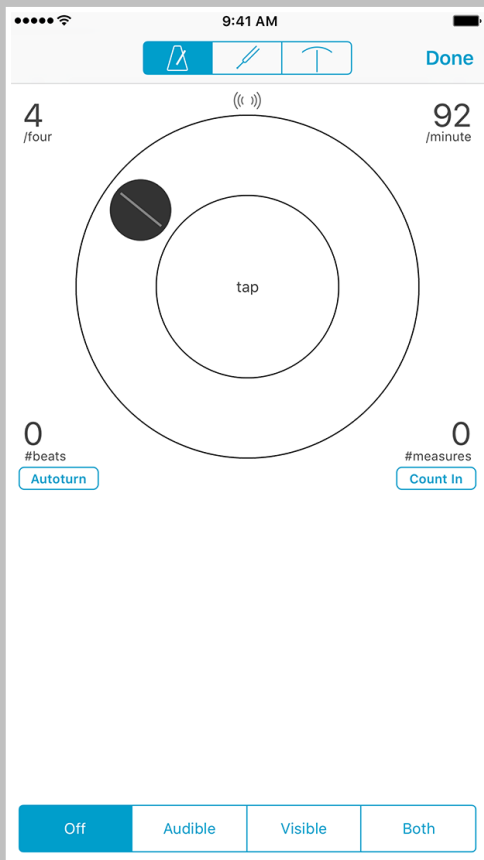 9:41 AM
Done
4
/four
92
/minute
tap
0
#beats
0
#measures
Autoturn
Count In
Off
Audible
Visible
Both